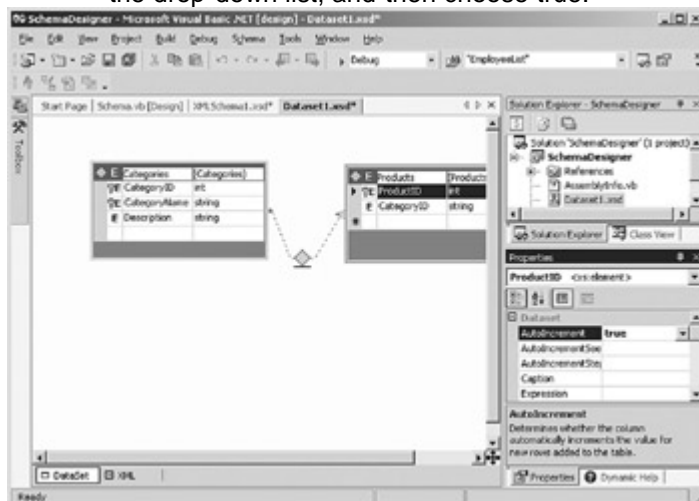 the drop-down list, and then choose true.
SchemaDesigner - Microsoft Visual Basic .NET [design] - Dataset1.xsd*
File Edit View Project Build Debug Schema Tools Window Help
Debug "EmployeeList"
Start Page Schema.vb [Design] XMLSchema1.xsd* Dataset1.xsd*
Toolbox
E Categories (Categories)
E CategoryID int
E CategoryName string
E Description string
E Products (Products
E ProductID int
E CategoryID string
DataSet XML
Ready
Solution Explorer - SchemaDesigner
Solution 'SchemaDesigner' (1 project)
SchemaDesigner
References
AssemblyInfo.vb
Dataset1.xsd
Solution Explorer Class View
Properties
ProductID <xs:element>
Dataset
AutoIncrement true
AutoIncrementSee
AutoIncrementSte
Caption
Expression
AutoIncrement
Determines whether the column
automatically increments the value for
new rows added to the table.
Properties Dynamic Help